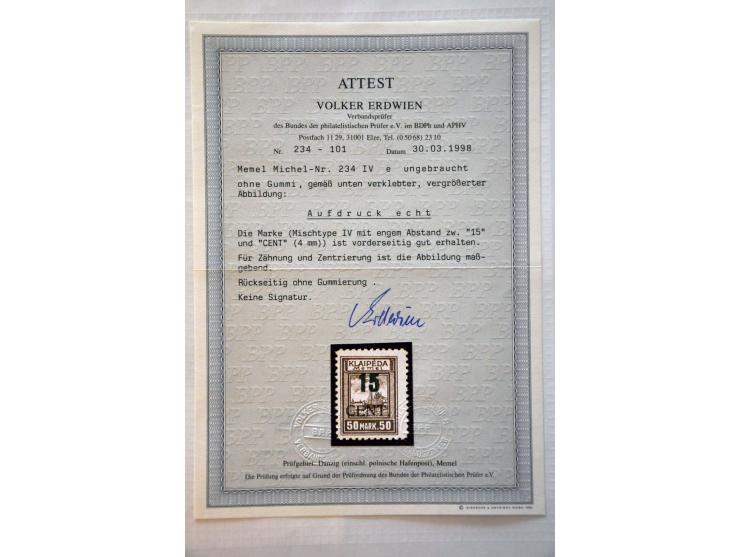 ATTEST
VOLKER ERDWIEN
Verbandsprüfer
des Bundes der philatelistischen Prüfer e.V. im BDPh und APHV
Postfach 11 29, 31001 Elze, Tel. (0 50 68) 23 10
Nr. 234 - 101 Datum 30.03.1998
Memel Michel-Nr. 234 IV e ungebraucht
ohne Gummi, gemäß unten verklebter, vergrößerter
Abbildung:
Aufdruck echt
Die Marke (Mischtype IV mit engem Abstand zw. "15"
und "CENT" (4 mm)) ist vorderseitig gut erhalten.
Für Zähnung und Zentrierung ist die Abbildung maß-
gebend.
Rückseitig ohne Gummierung .
Keine Signatur.
Erdwien
KLAIPĖDA
MEMEL
15
CENT
50 MARK. 50
Prüfgebiet: Danzig (einschl. polnische Hafenpost), Memel
Die Prüfung erfolgte auf Grund der Prüfordnung des Bundes der Philatelistischen Prüfer e.V.